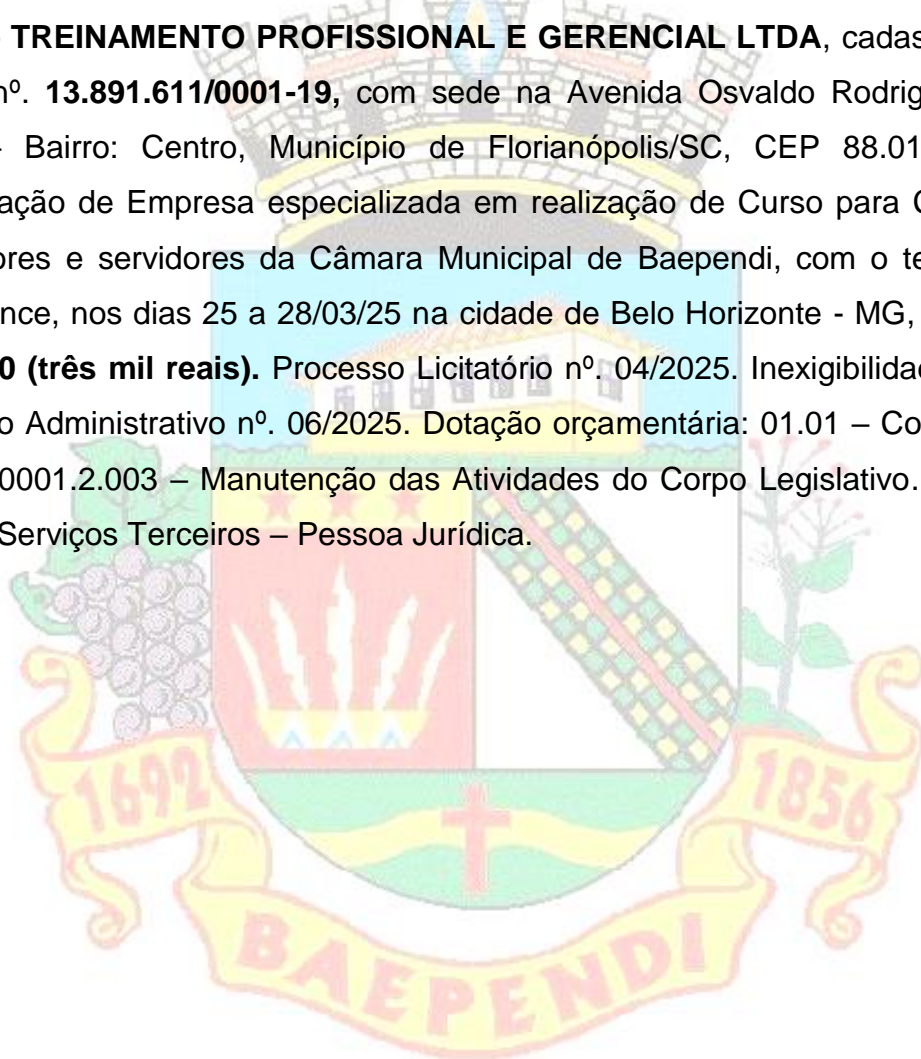 TREINAMENTO PROFISSIONAL E GERENCIAL LTDA, cadas
nº. 13.891.611/0001-19, com sede na Avenida Osvaldo Rodrig
- Bairro: Centro, Município de Florianópolis/SC, CEP 88.01
ação de Empresa especializada em realização de Curso para C
ores e servidores da Câmara Municipal de Baependi, com o te
nce, nos dias 25 a 28/03/25 na cidade de Belo Horizonte - MG,
0 (três mil reais). Processo Licitatório nº. 04/2025. Inexigibilidad
o Administrativo nº. 06/2025. Dotação orçamentária: 01.01 – Co
0001.2.003 – Manutenção das Atividades do Corpo Legislativo.
Serviços Terceiros – Pessoa Jurídica.
1692
1856
BAEPENDI